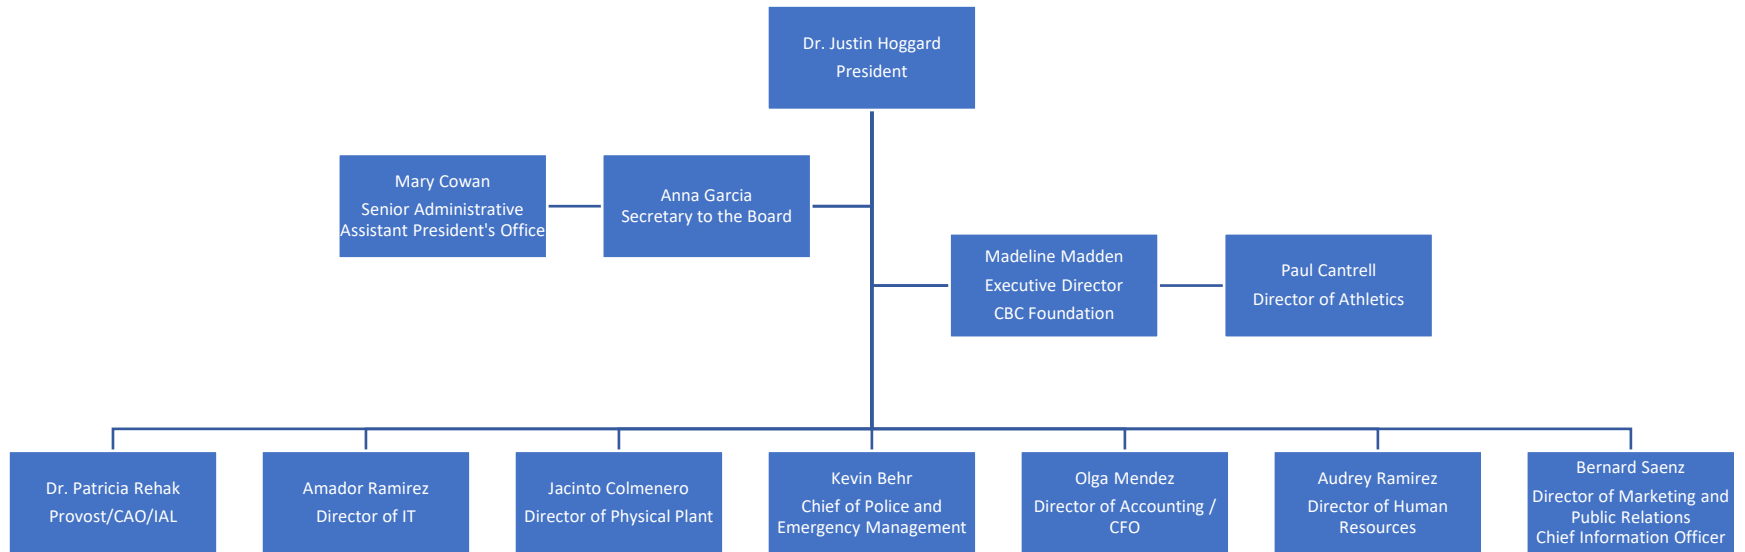 Dr. Justin Hoggard
President
Mary Cowan
Senior Administrative
Assistant President's Office
Anna Garcia
Secretary to the Board
Madeline Madden
Executive Director
CBC Foundation
Paul Cantrell
Director of Athletics
Dr. Patricia Rehak
Provost/CAO/IAL
Amador Ramirez
Director of IT
Jacinto Colmenero
Director of Physical Plant
Kevin Behr
Chief of Police and
Emergency Management
Olga Mendez
Director of Accounting /
CFO
Audrey Ramirez
Director of Human
Resources
Bernard Saenz
Director of Marketing and
Public Relations
Chief Information Officer